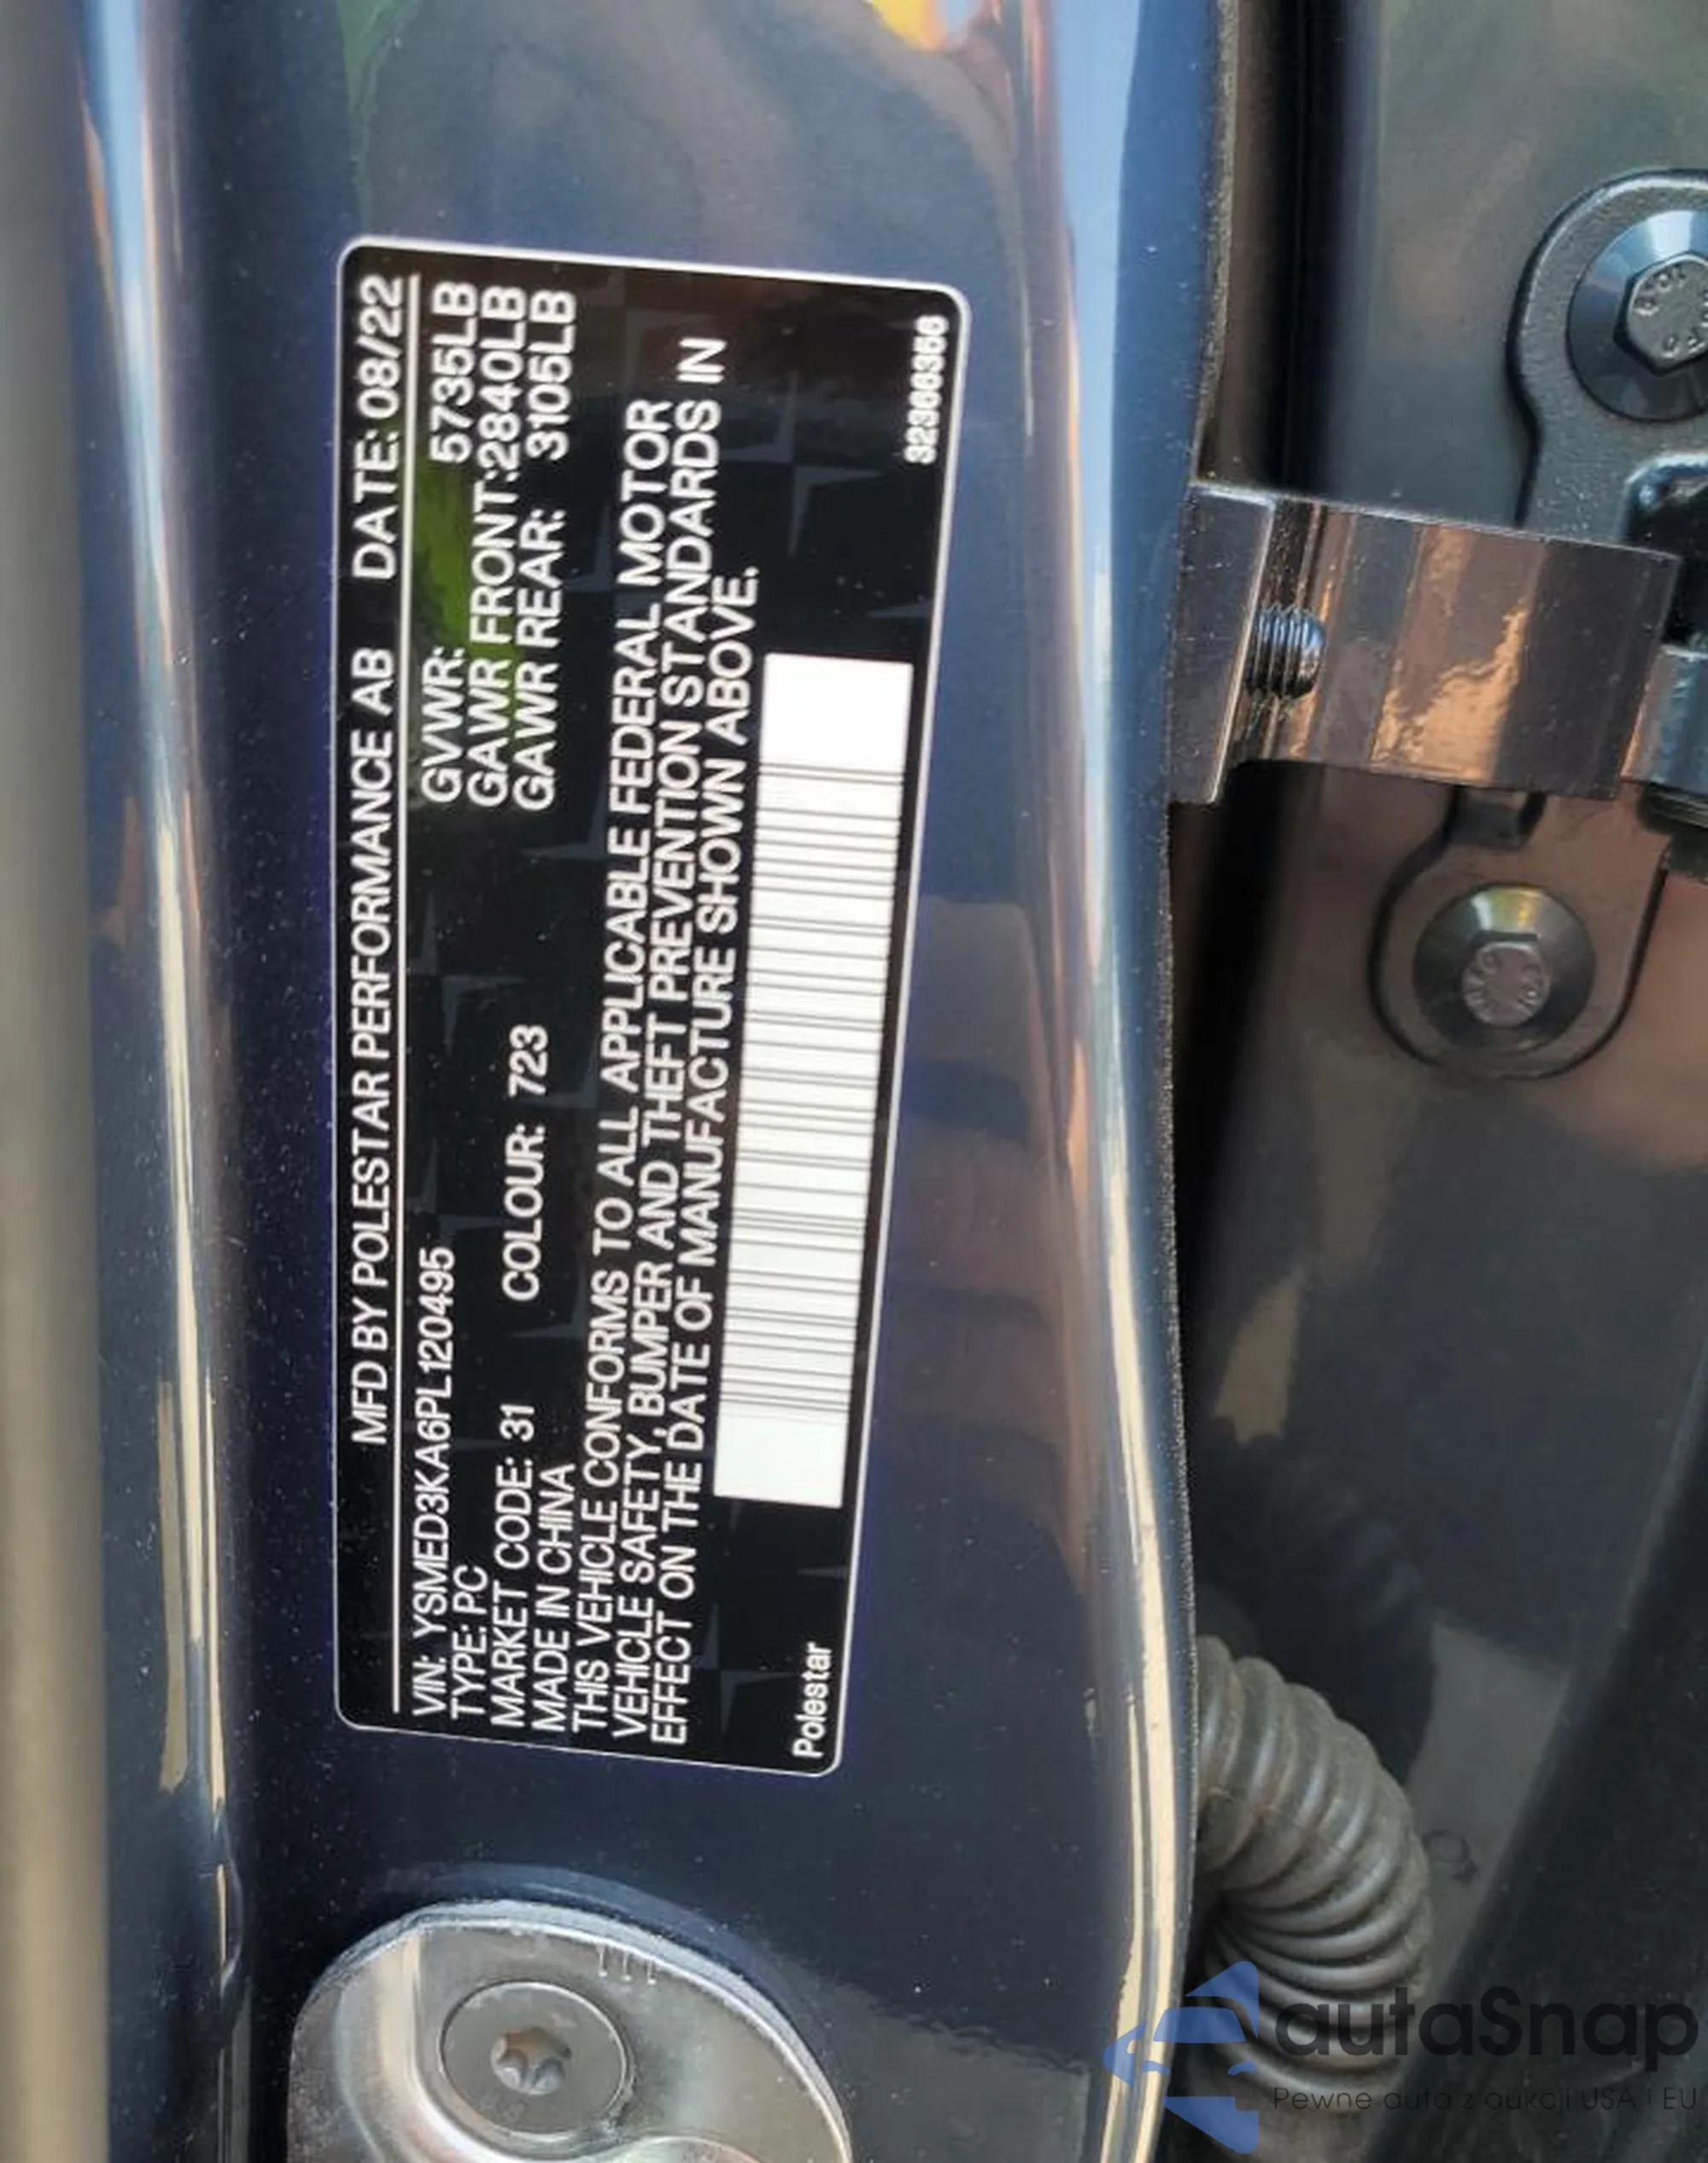 MFD BY POLESTAR PERFORMANCE AB DATE: 08/22
VIN: YSMED3KA6PL120495 GVWR: 5735LB
TYPE: PC GAWR FRONT:2840LB
MARKET CODE: 31 COLOUR: 723 GAWR REAR: 3105LB
MADE IN CHINA
THIS VEHICLE CONFORMS TO ALL APPLICABLE FEDERAL MOTOR
VEHICLE SAFETY, BUMPER AND THEFT PREVENTION STANDARDS IN
EFFECT ON THE DATE OF MANUFACTURE SHOWN ABOVE.
Polestar 32366356
autaSnap
Pewne auta z aukcji USA i EU